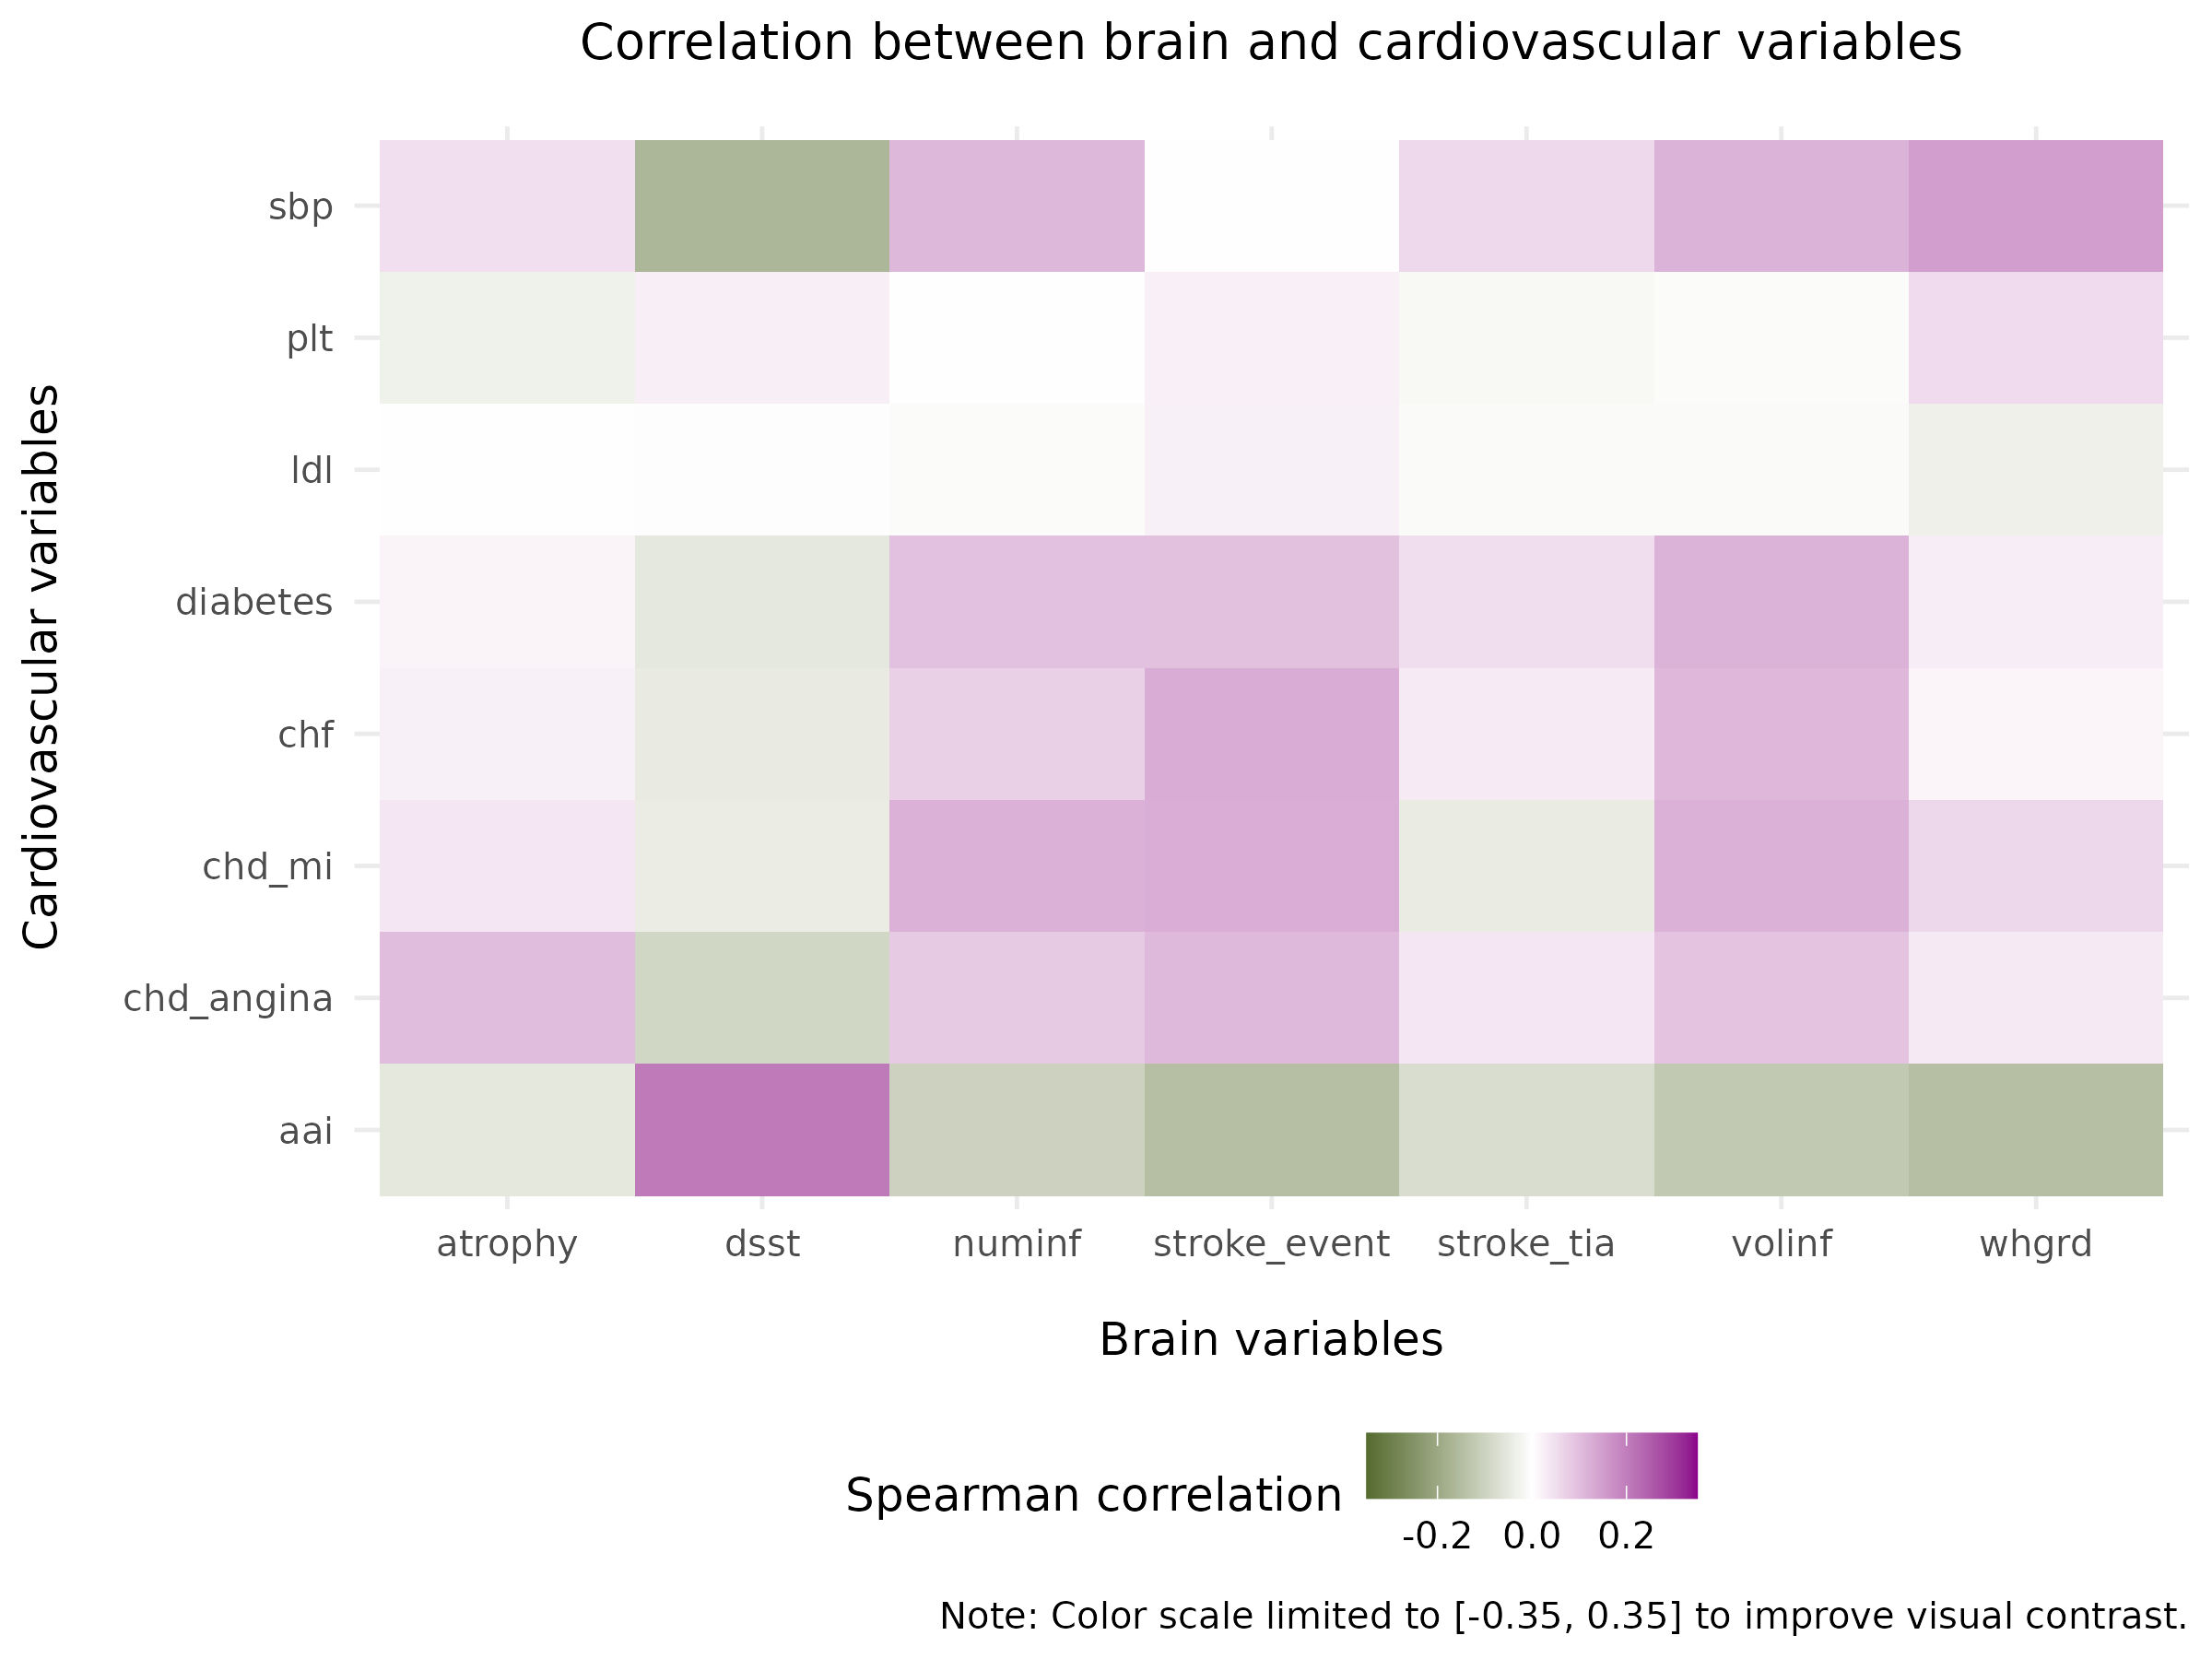 Correlation between brain and cardiovascular variables
Cardiovascular variables
sbp
plt
ldl
diabetes
chf
chd_mi
chd_angina
aai
atrophy dsst numinf stroke_event stroke_tia volinf whgrd
Brain variables
Spearman correlation
-0.2 0.0 0.2
Note: Color scale limited to [-0.35, 0.35] to improve visual contrast.